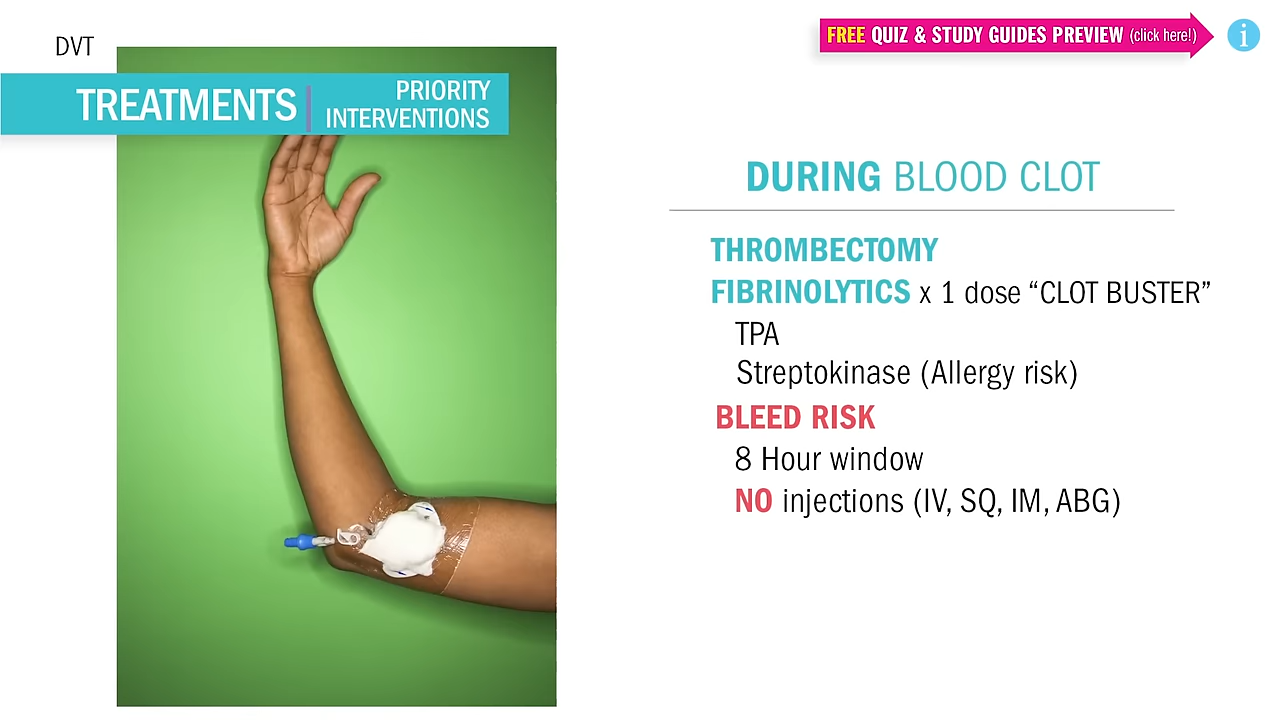 DVT
FREE QUIZ & STUDY GUIDES PREVIEW (click here!)
i
TREATMENTS
PRIORITY
INTERVENTIONS
DURING BLOOD CLOT
THROMBECTOMY
FIBRINOLYTICS x 1 dose “CLOT BUSTER”
TPA
Streptokinase (Allergy risk)
BLEED RISK
8 Hour window
NO injections (IV, SQ, IM, ABG)